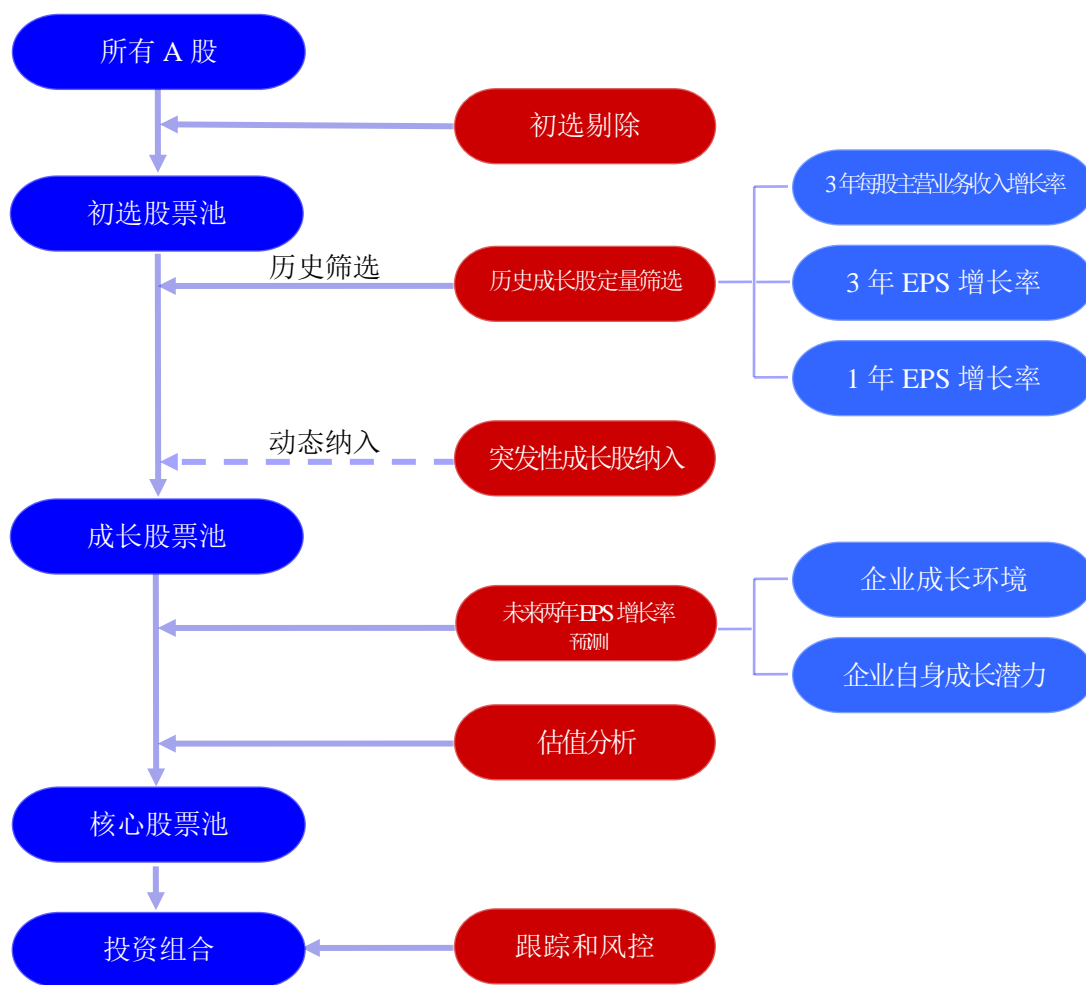 所有 A 股
初选剔除
3 年每股主营业务收入增长率
初选股票池
历史筛选
历史成长股定量筛选
3 年 EPS 增长率
1 年 EPS 增长率
动态纳入
突发性成长股纳入
成长股票池
企业成长环境
未来两年 EPS 增长率
预测
企业自身成长潜力
估值分析
核心股票池
投资组合
跟踪和风控